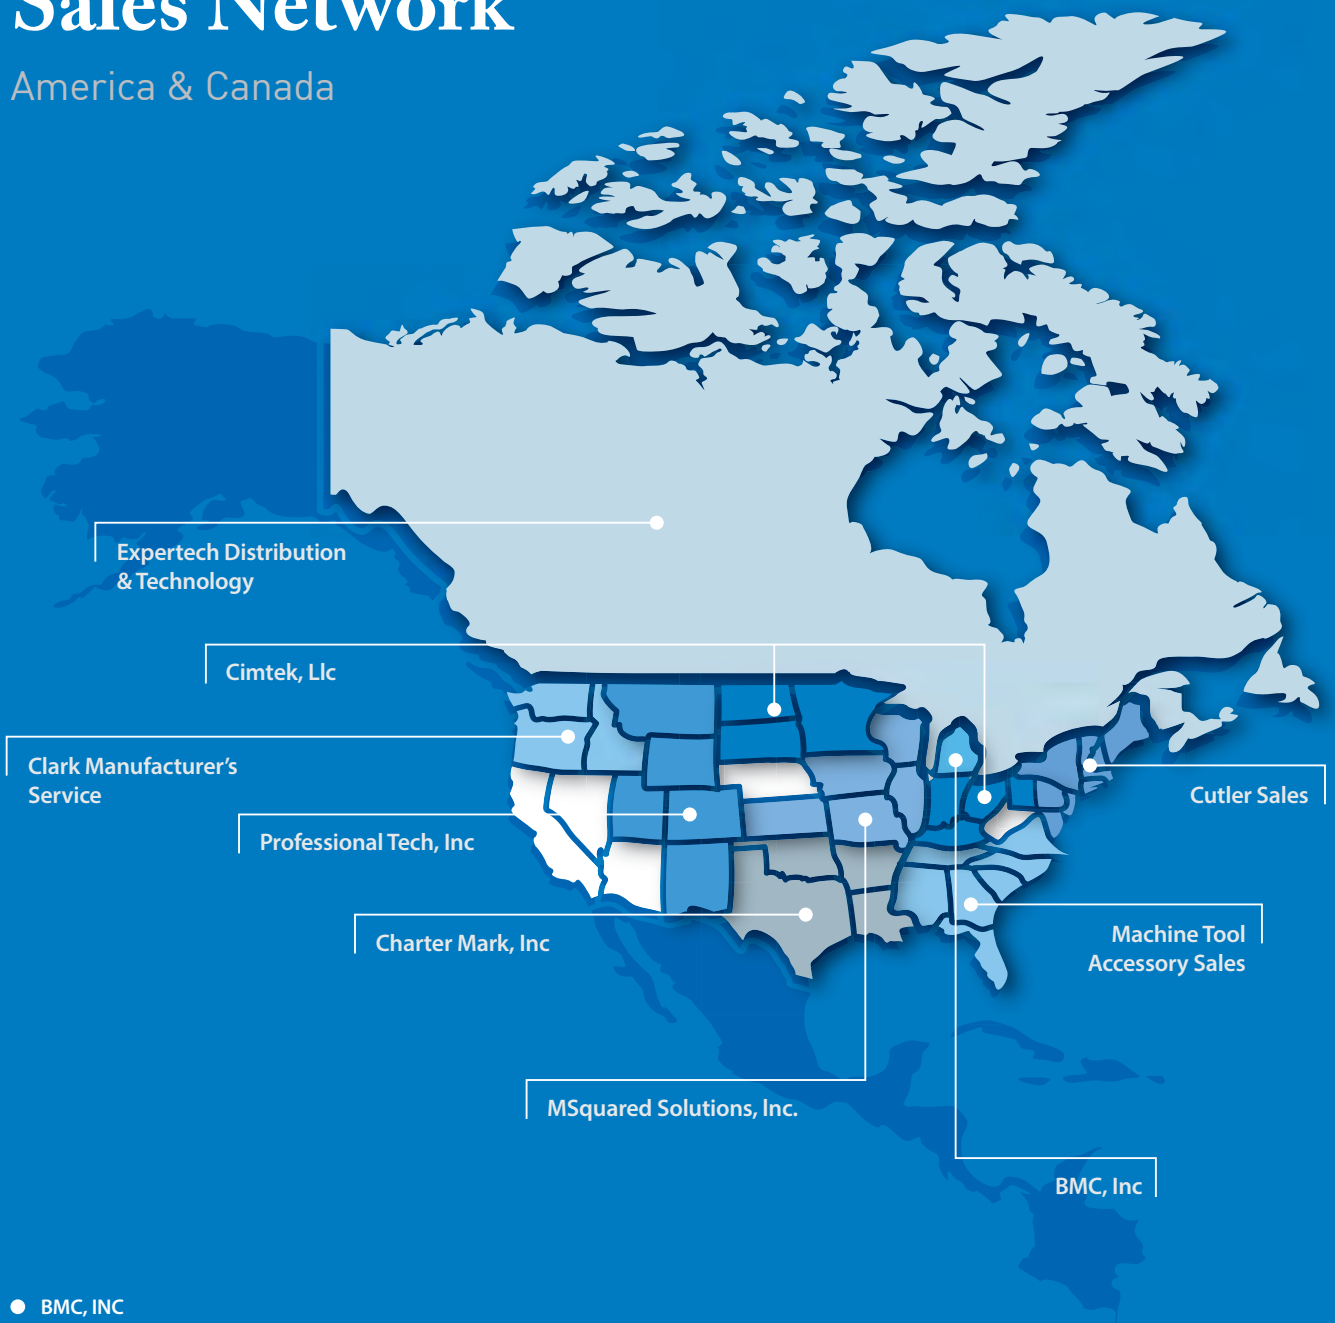 Sales Network
America & Canada
Expertech Distribution
& Technology
Cimtek, Llc
Clark Manufacturer's
Service
Cutler Sales
Professional Tech, Inc
Charter Mark, Inc
Machine Tool
Accessory Sales
MSquared Solutions, Inc.
BMC, Inc
BMC, INC